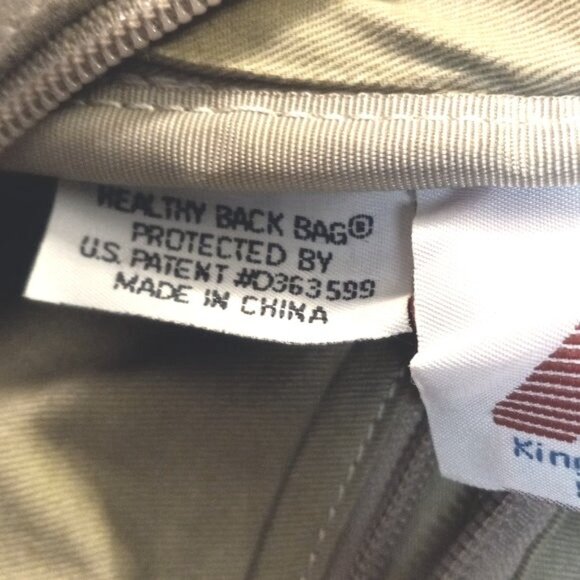 HEALTHY BACK BAG®
PROTECTED BY
U.S. PATENT #D363599
MADE IN CHINA